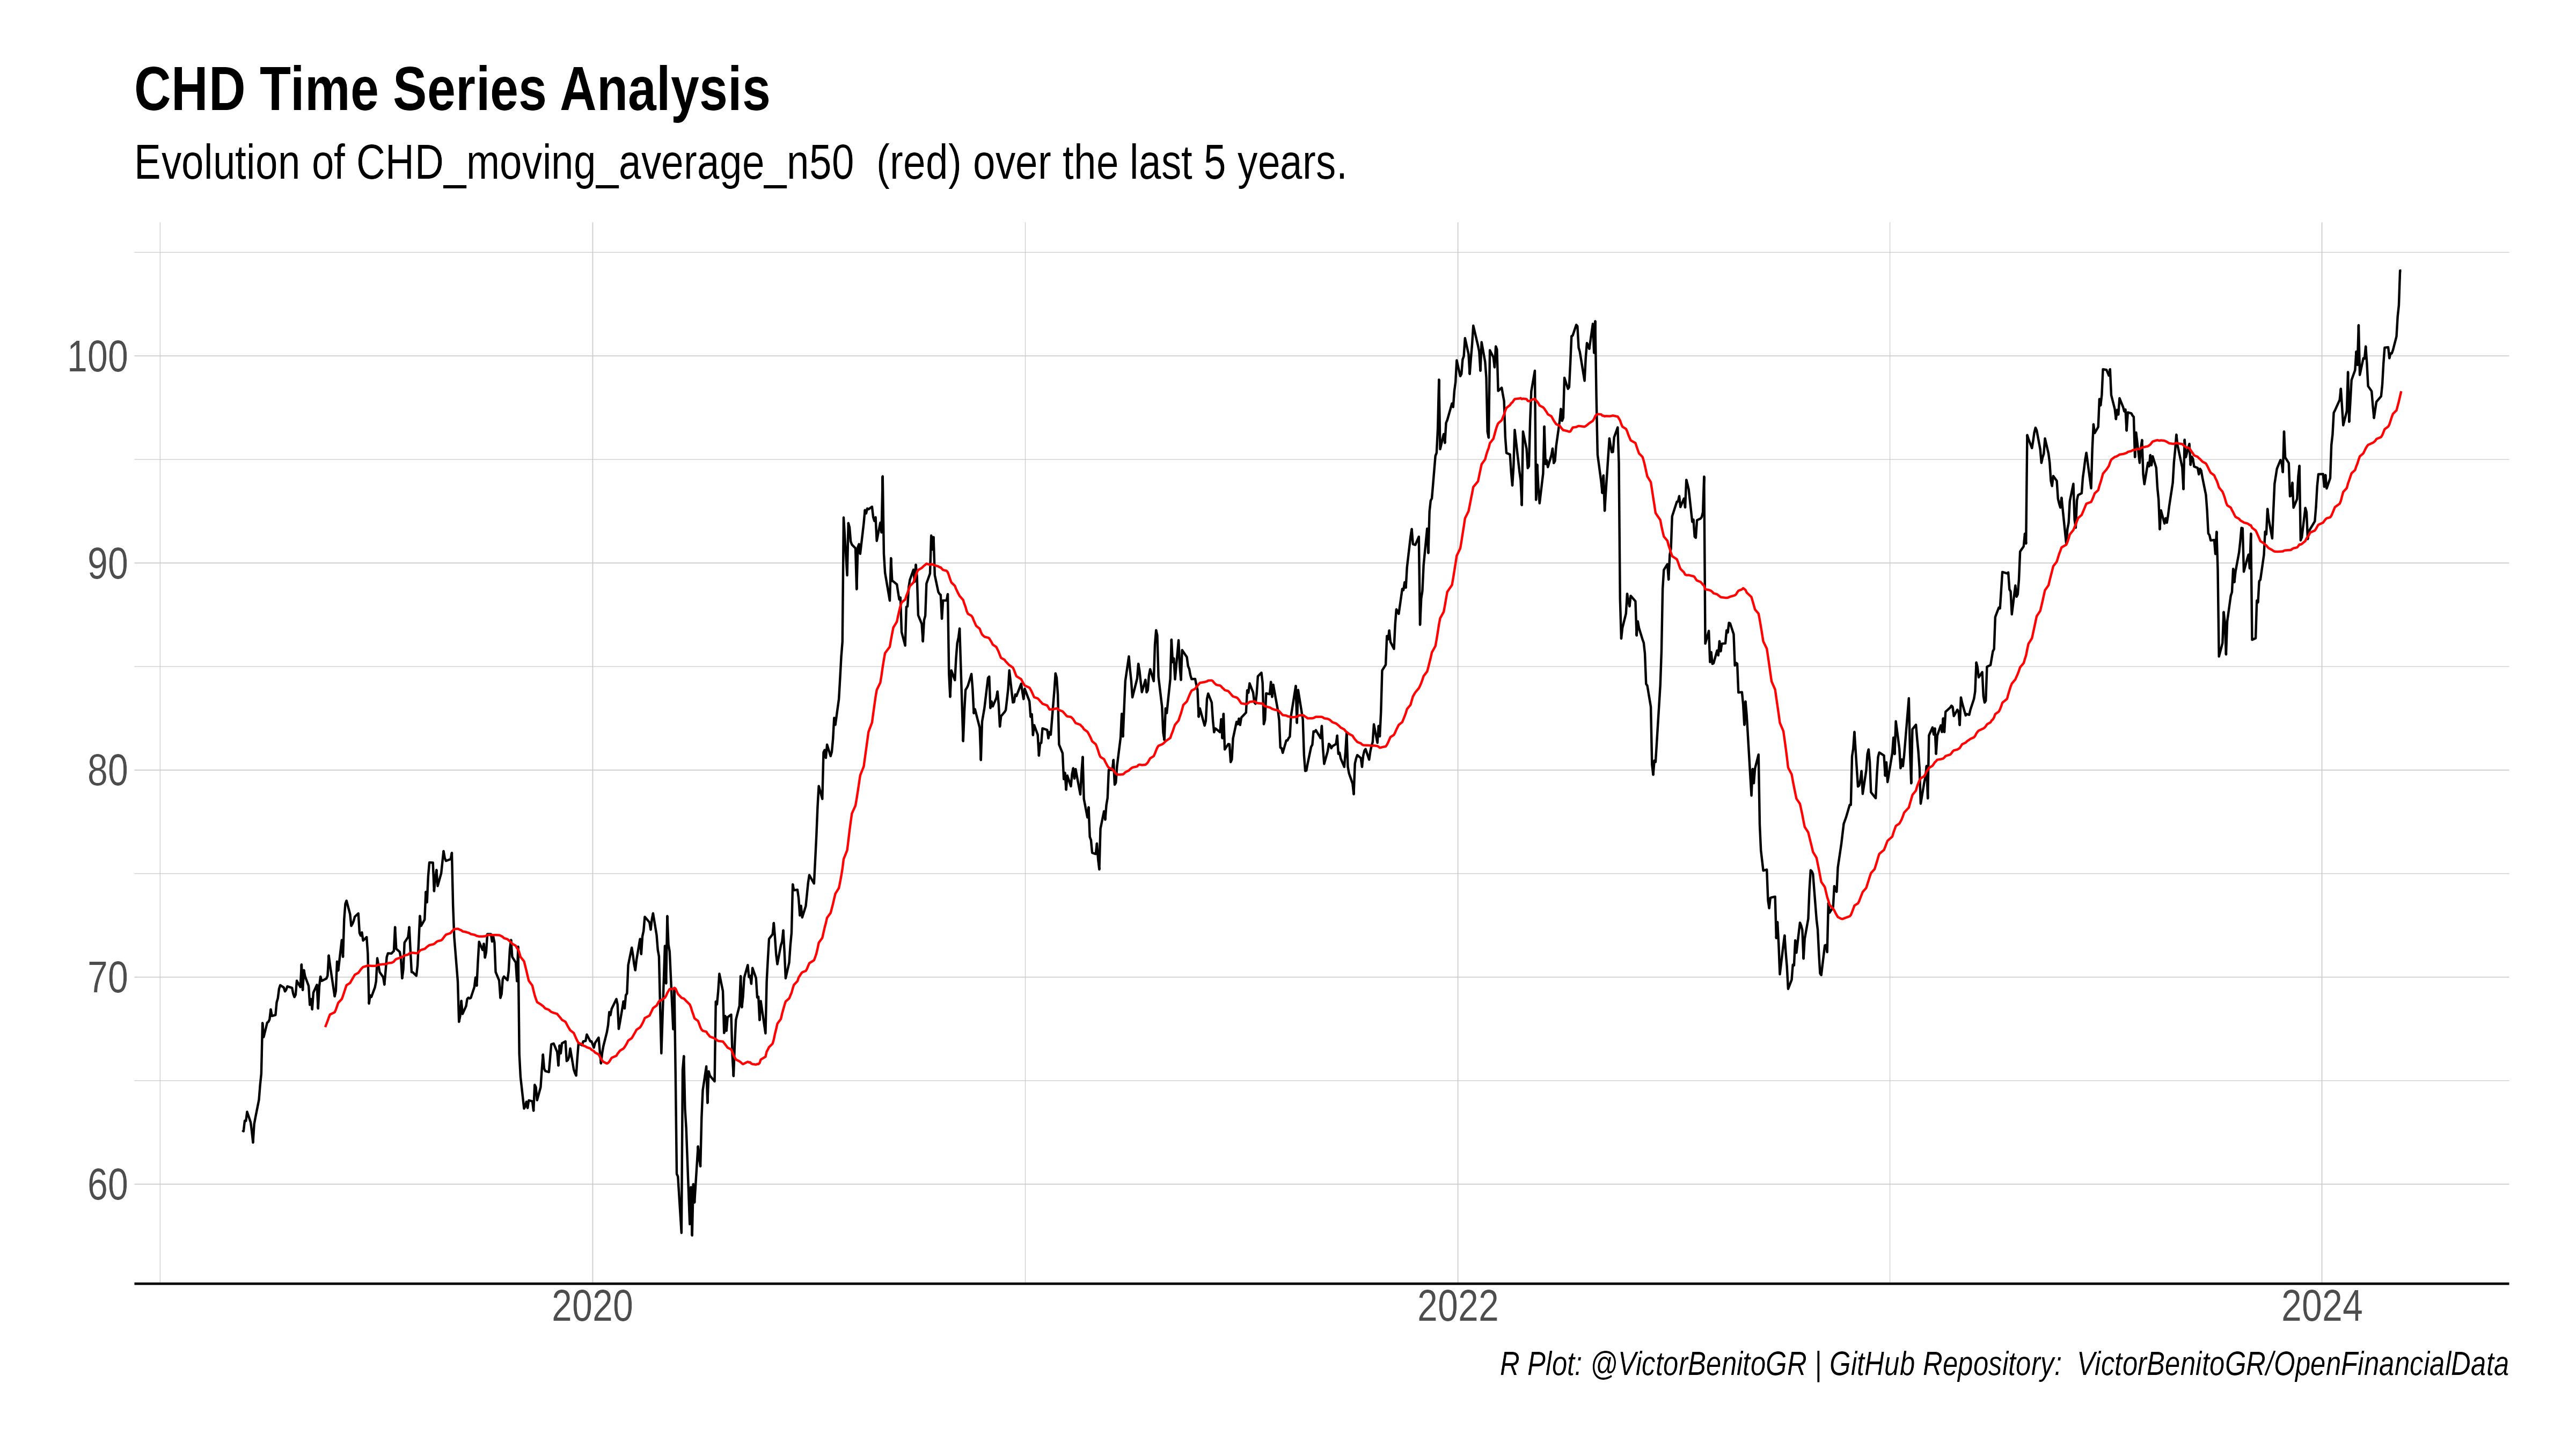 CHD Time Series Analysis
Evolution of CHD_moving_average_n50  (red) over the last 5 years.
100
90
80
70
60
2020
2022
2024
R Plot: @VictorBenitoGR | GitHub Repository:  VictorBenitoGR/OpenFinancialData